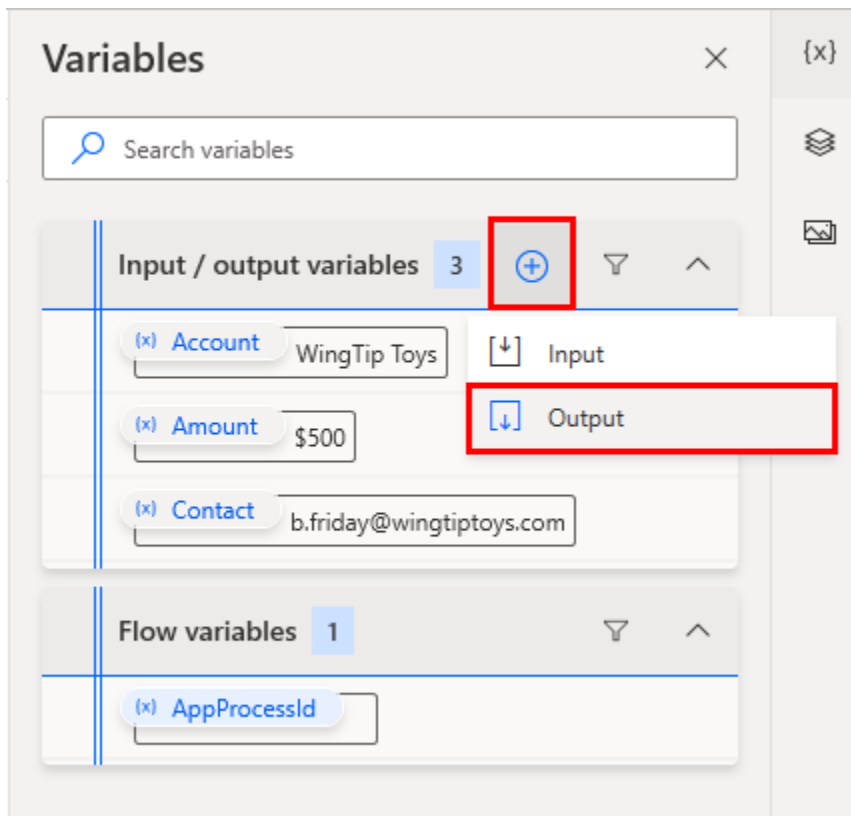 Variables
{x}
Search variables
Input / output variables 3
(x) Account WingTip Toys
Input
(x) Amount $500
Output
(x) Contact b.friday@wingtiptoys.com
Flow variables 1
(x) AppProcessId